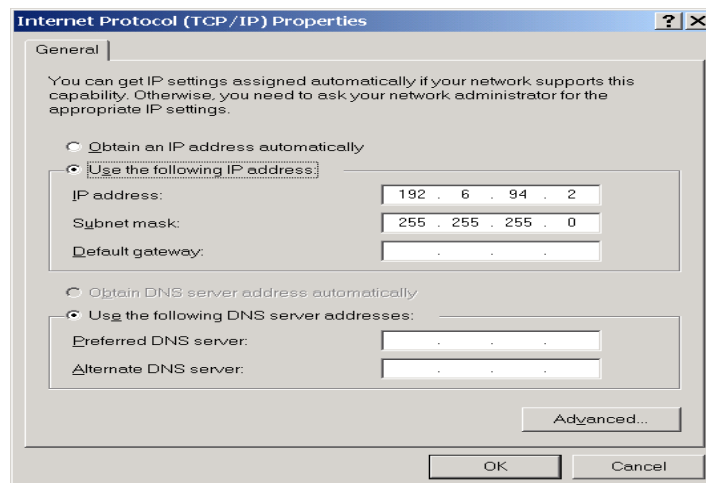 Internet Protocol (TCP/IP) Properties
General
You can get IP settings assigned automatically if your network supports this
capability. Otherwise, you need to ask your network administrator for the
appropriate IP settings.
Obtain an IP address automatically
Use the following IP address:
IP address: 192 . 6 . 94 . 2
Subnet mask: 255 . 255 . 255 . 0
Default gateway: . . .
Obtain DNS server address automatically
Use the following DNS server addresses:
Preferred DNS server: . . .
Alternate DNS server: . . .
Advanced...
OK Cancel